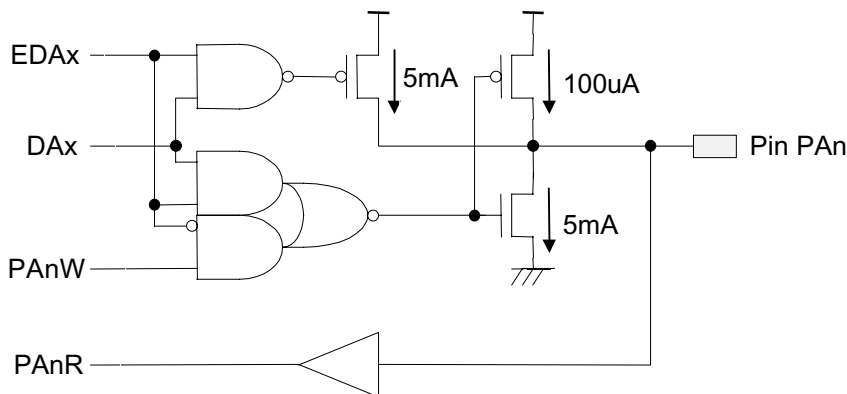 EDAx
5mA
100uA
DAx
Pin PAn
5mA
PAnW
PAnR